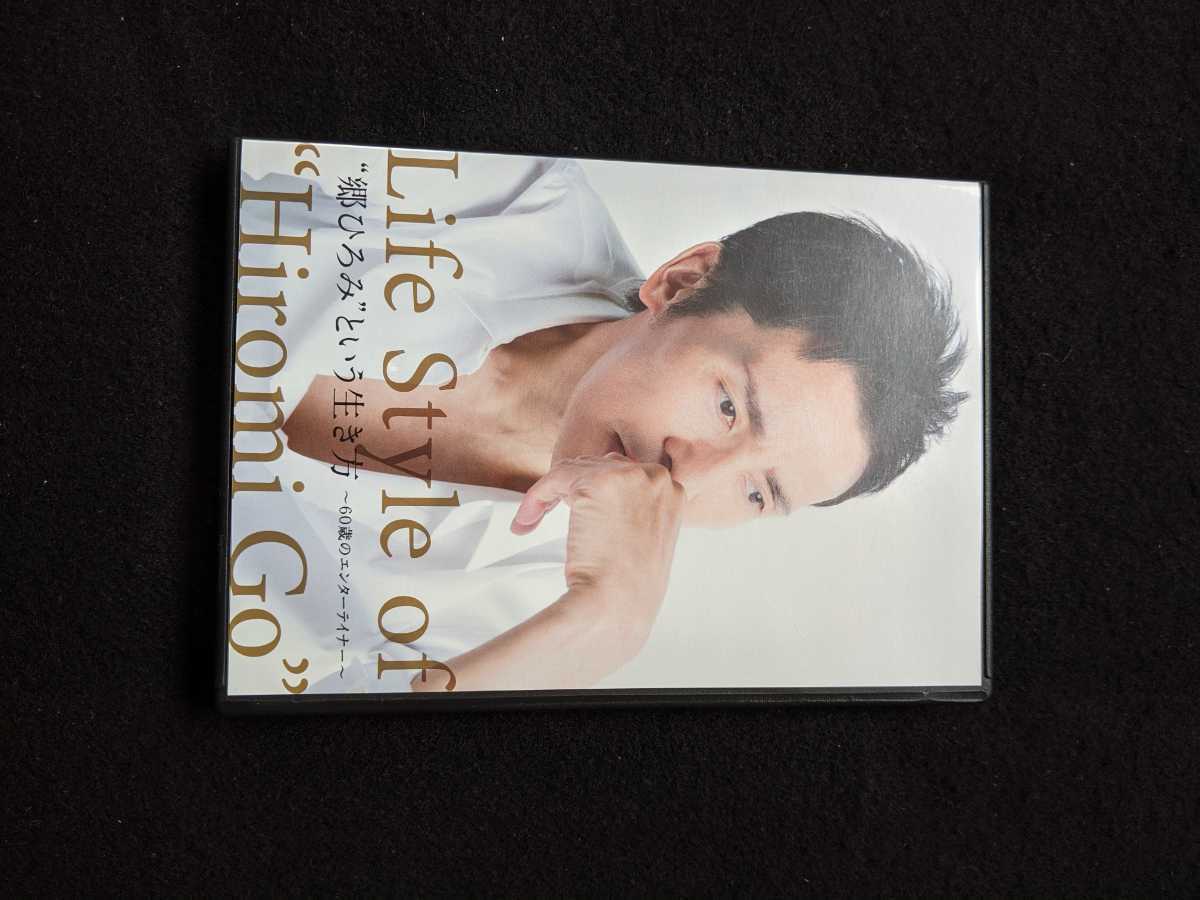 Life Style of
“郷ひろみ”という生き方 ～60歳のエンターテイナー～
“Hiromi Go”